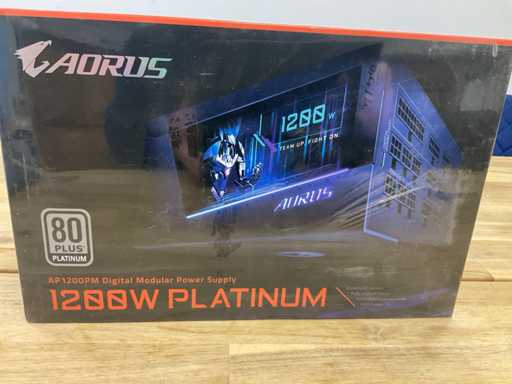 AORUS
1200W
TEAM UP. FIGHT ON.
AORUS
80
PLUS
PLATINUM
AP1200PM Digital Modular Power Supply
1200W PLATINUM